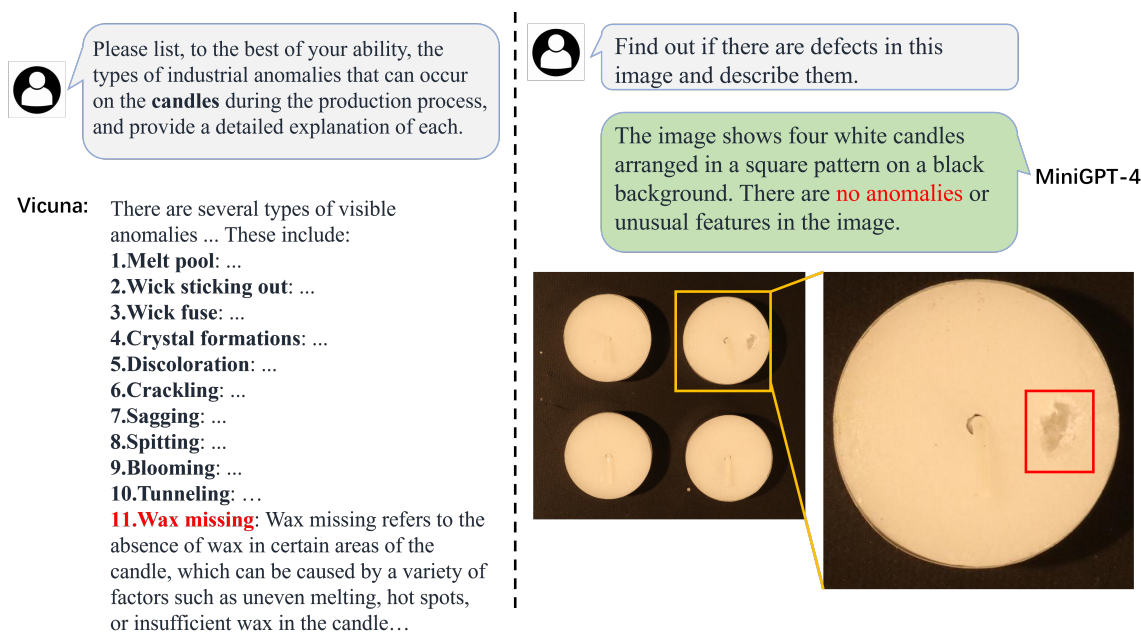 Please list, to the best of your ability, the
types of industrial anomalies that can occur
on the candles during the production process,
and provide a detailed explanation of each.
Vicuna:
There are several types of visible
anomalies ... These include:
1.Melt pool: ...
2.Wick sticking out: ...
3.Wick fuse: ...
4.Crystal formations: ...
5.Discoloration: ...
6.Crackling: ...
7.Sagging: ...
8.Spitting: ...
9.Blooming: ...
10.Tunneling: …
11.Wax missing: Wax missing refers to the
absence of wax in certain areas of the
candle, which can be caused by a variety of
factors such as uneven melting, hot spots,
or insufficient wax in the candle…
Find out if there are defects in this
image and describe them.
The image shows four white candles
arranged in a square pattern on a black
background. There are no anomalies or
unusual features in the image.
MiniGPT-4